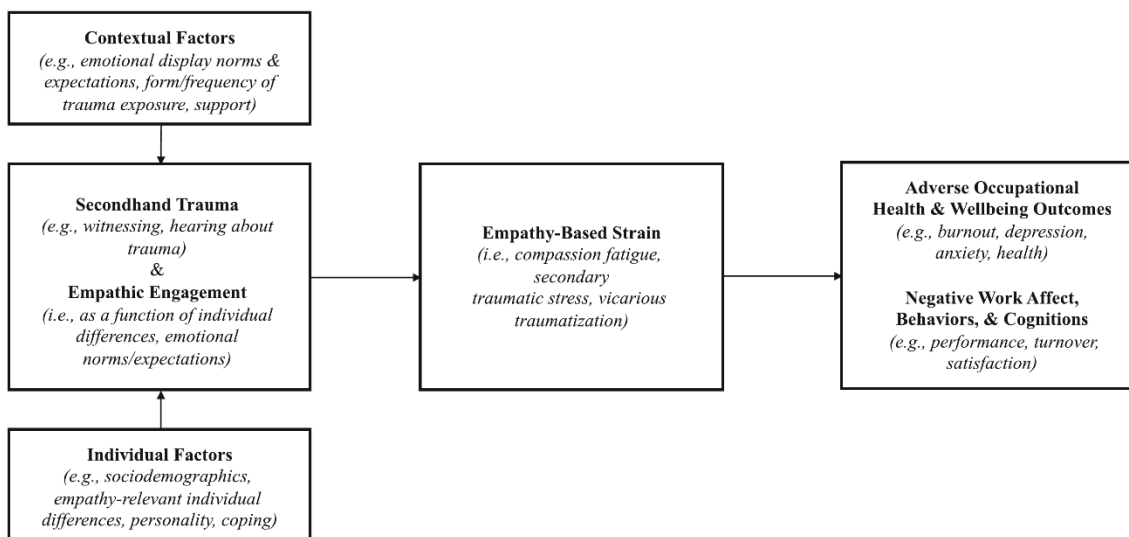 Contextual Factors
(e.g., emotional display norms &
expectations, form/frequency of
trauma exposure, support)
Secondhand Trauma
(e.g., witnessing, hearing about
trauma)
&
Empathic Engagement
(i.e., as a function of individual
differences, emotional
norms/expectations)
Individual Factors
(e.g., sociodemographics,
empathy-relevant individual
differences, personality, coping)
Empathy-Based Strain
(i.e., compassion fatigue,
secondary
traumatic stress, vicarious
traumatization)
Adverse Occupational
Health & Wellbeing Outcomes
(e.g., burnout, depression,
anxiety, health)
Negative Work Affect,
Behaviors, & Cognitions
(e.g., performance, turnover,
satisfaction)